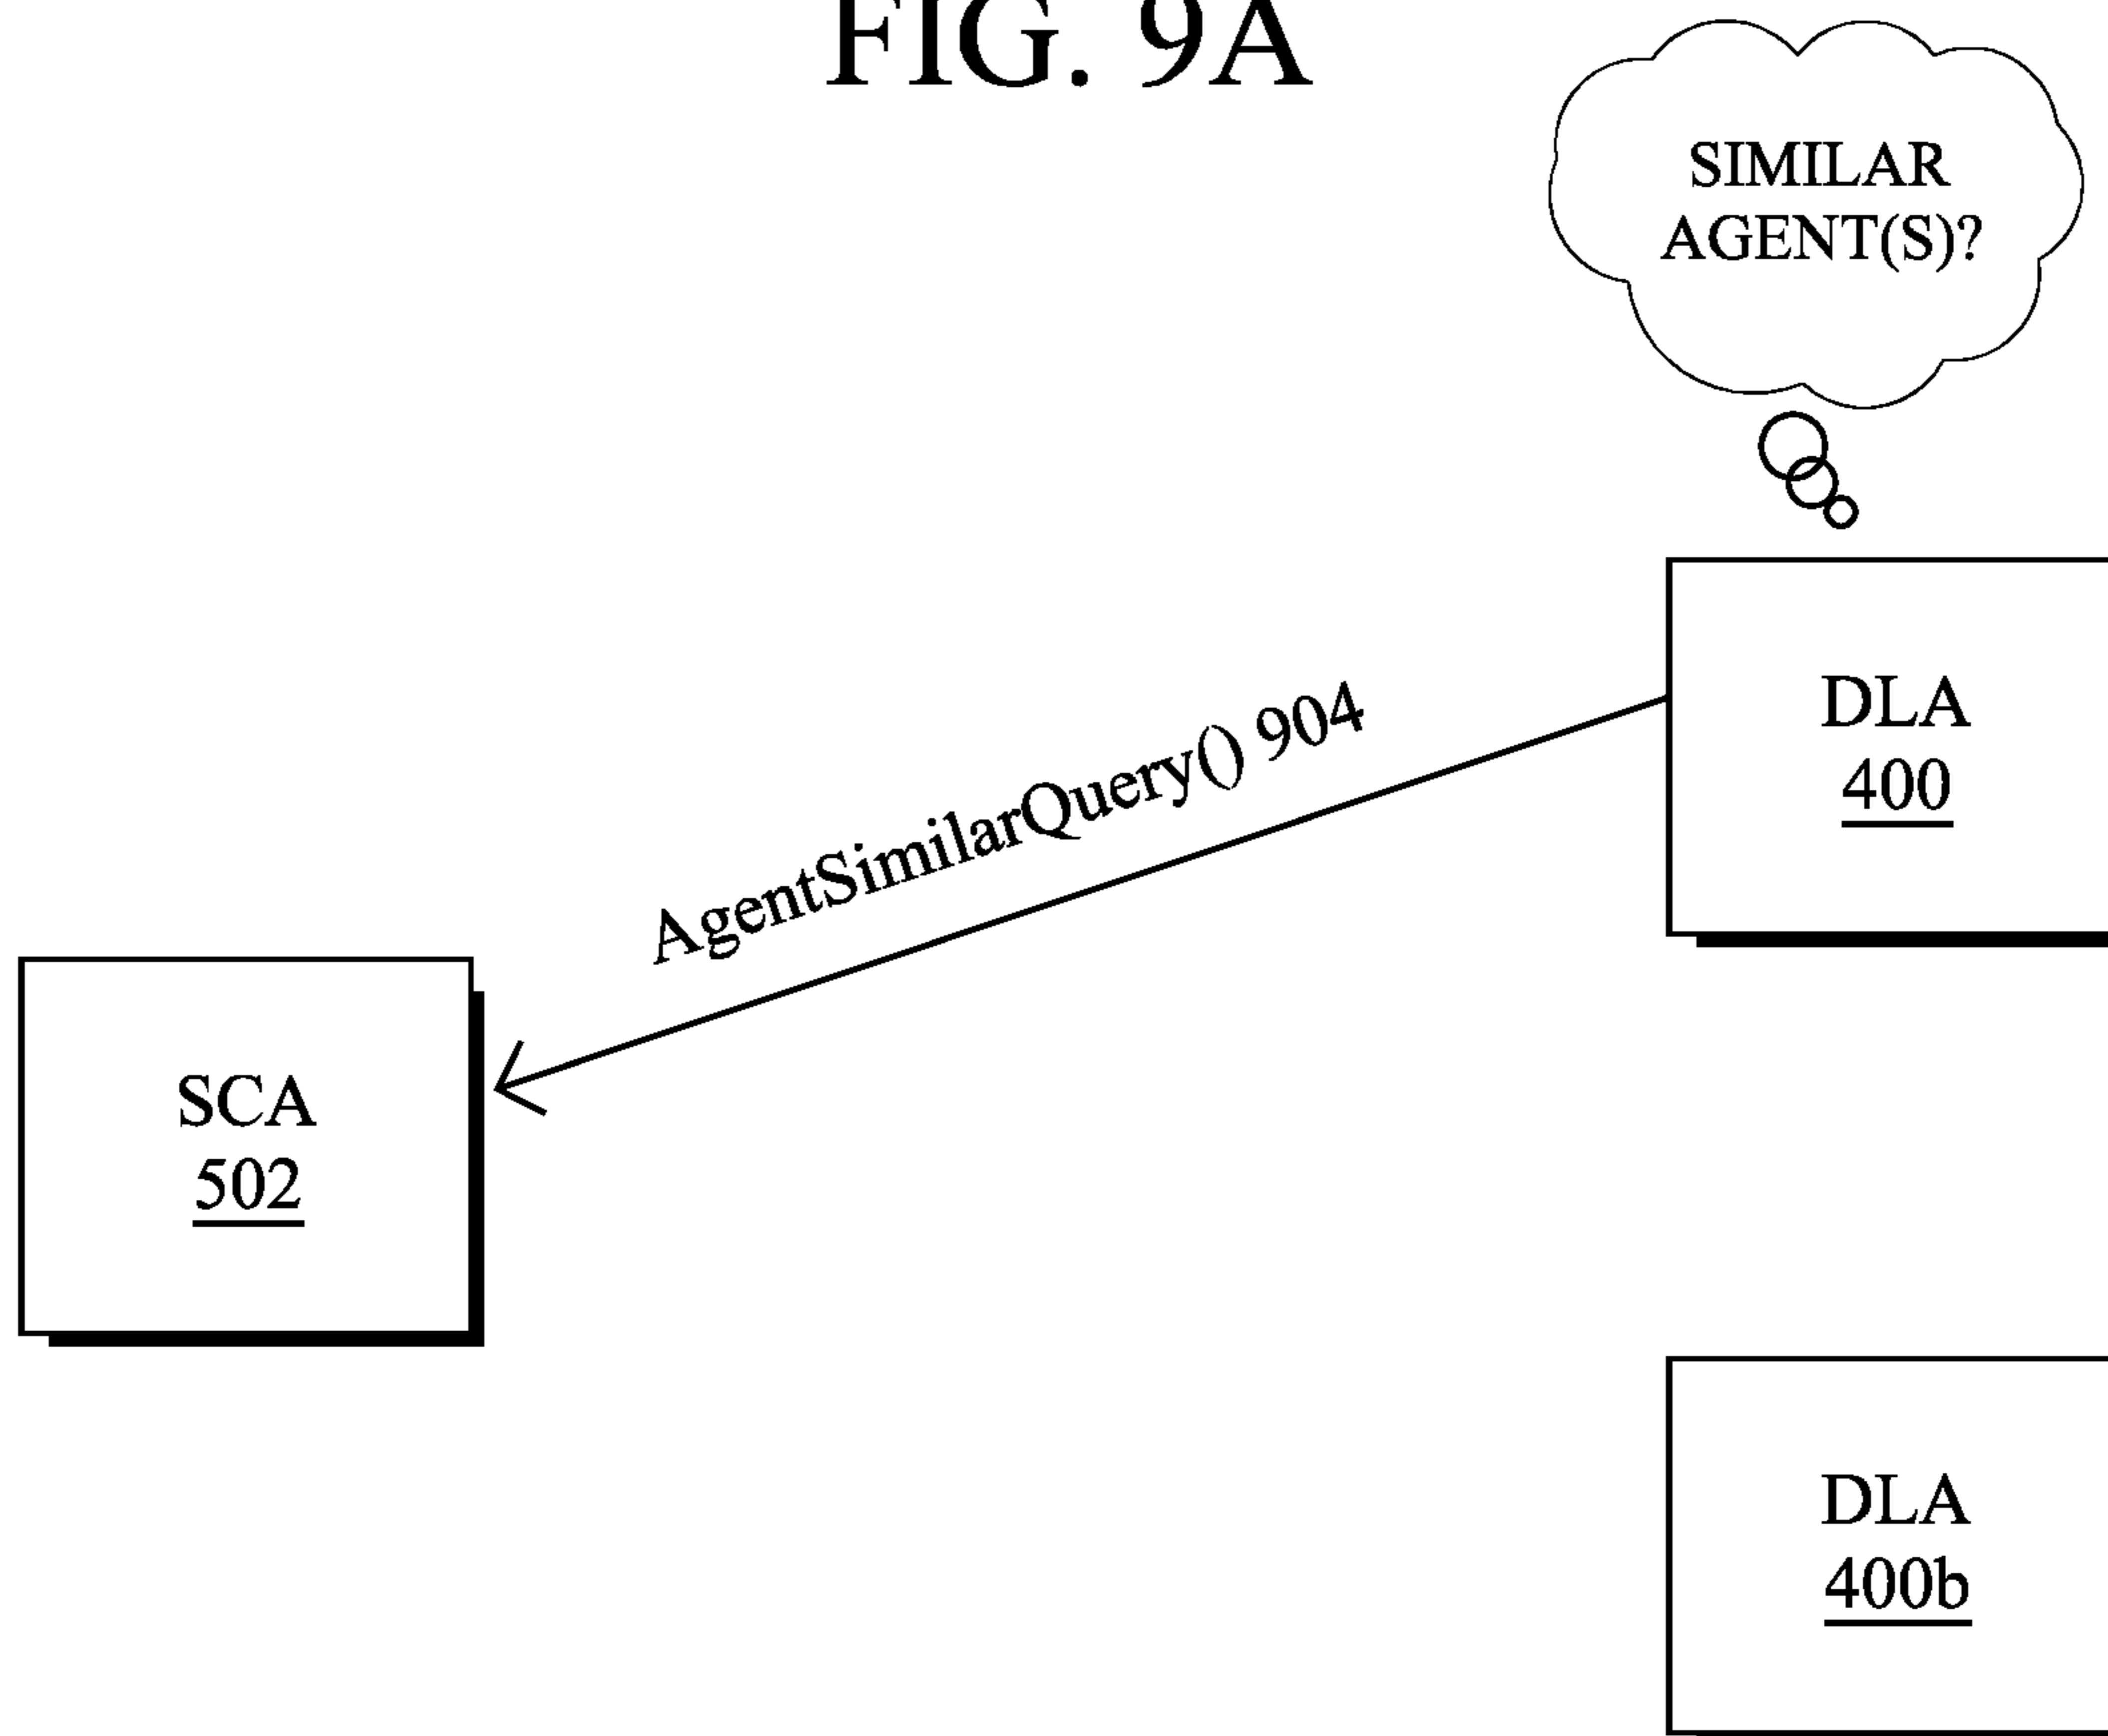 FIG. 9A
SIMILAR
AGENT(S)?
DLA
400
AgentSimilarQuery() 904
SCA
502
DLA
400b